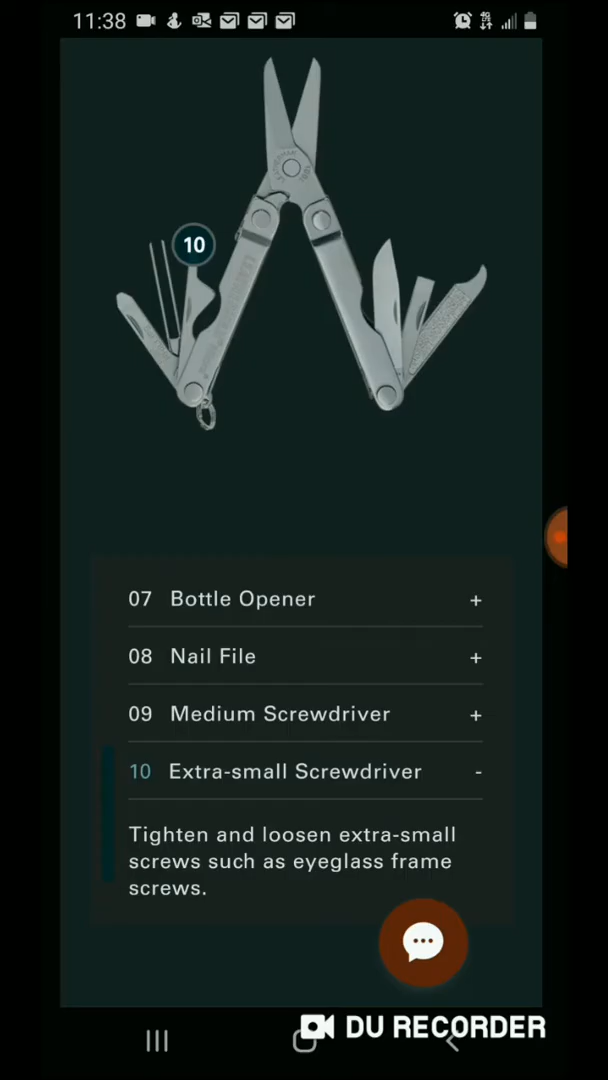 11:38
10
07 Bottle Opener +
08 Nail File +
09 Medium Screwdriver +
10 Extra-small Screwdriver -
Tighten and loosen extra-small
screws such as eyeglass frame
screws.
DU RECORDER